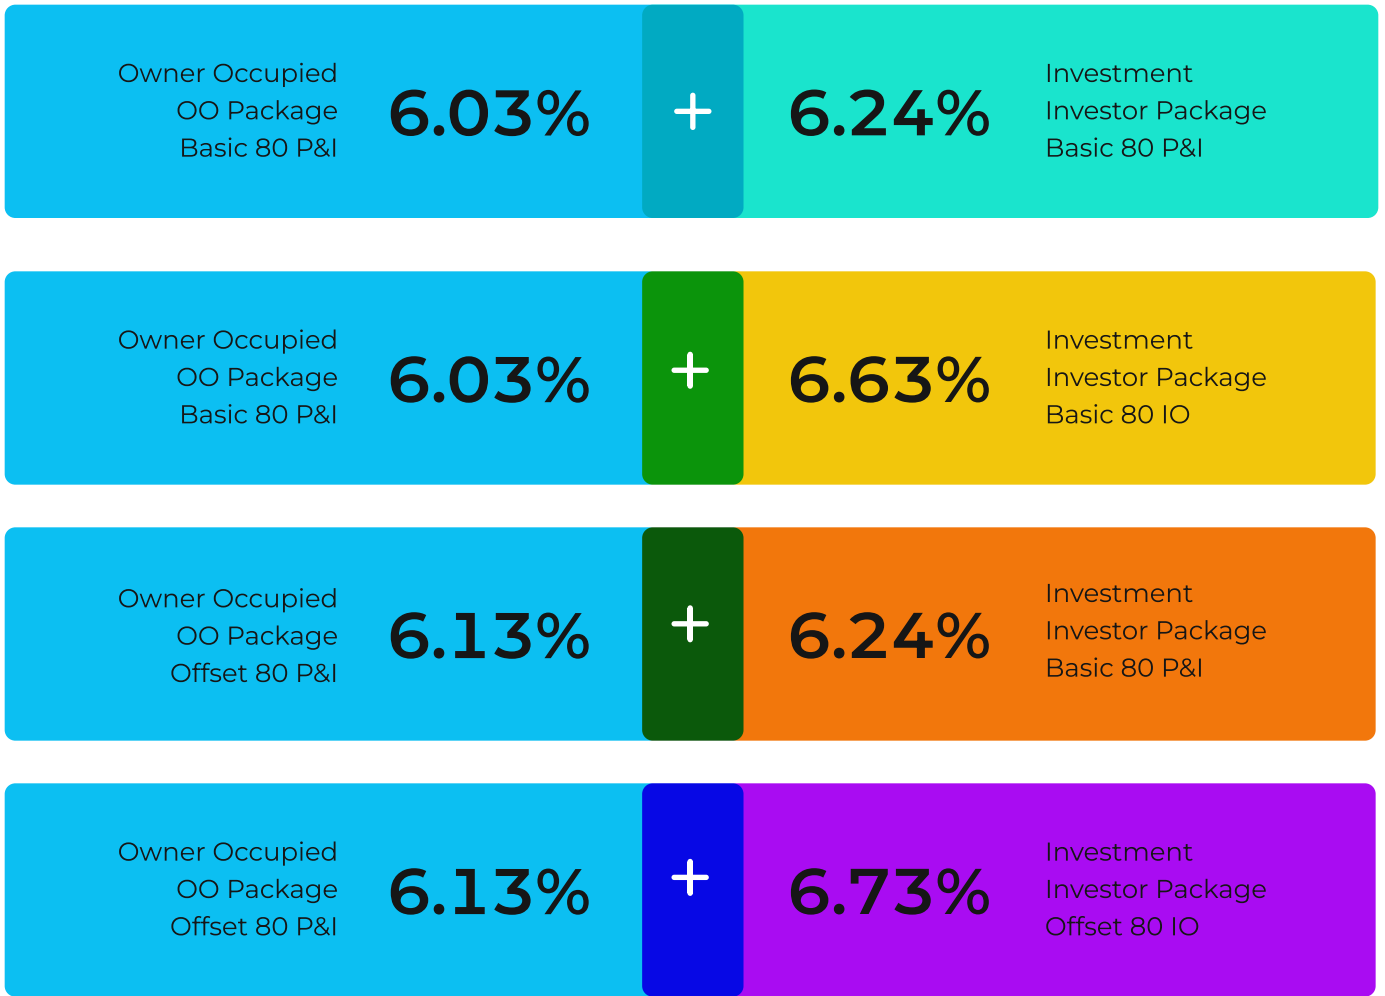 Owner Occupied
OO Package
Basic 80 P&I
6.03%
+
6.24%
Investment
Investor Package
Basic 80 P&I
Owner Occupied
OO Package
Basic 80 P&I
6.03%
+
6.63%
Investment
Investor Package
Basic 80 IO
Owner Occupied
OO Package
Offset 80 P&I
6.13%
+
6.24%
Investment
Investor Package
Basic 80 P&I
Owner Occupied
OO Package
Offset 80 P&I
6.13%
+
6.73%
Investment
Investor Package
Offset 80 IO